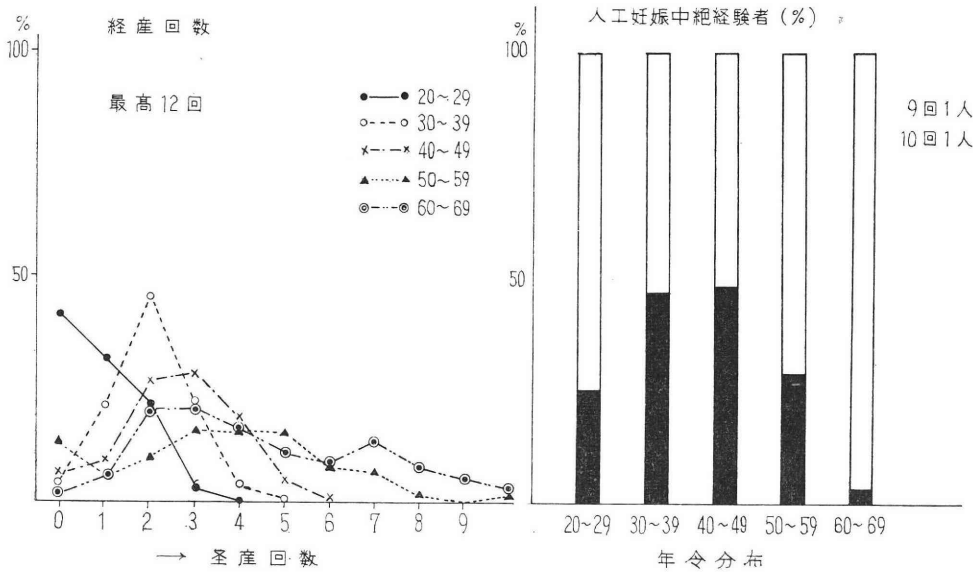 %
経産回数
100
最高12回
20~29
30~39
40~49
50~59
60~69
50
0 1 2 3 4 5 6 7 8 9
→ 圣産回数
人工妊娠中絶経験者(%)
%
100
9回1人
10回1人
50
20~29 30~39 40~49 50~59 60~69
年令分布